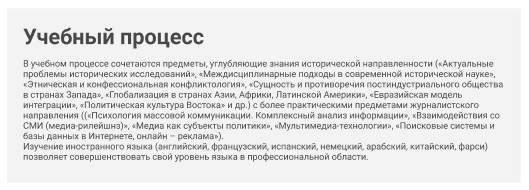 Учебный процесс
В учебном процессе сочетаются предметы, углубляющие знания исторической направленности («Актуальные
проблемы исторических исследований», «Междисциплинарные подходы в современной исторической науке»,
«Этническая и конфессиональная конфликтология», «Сущность и противоречия постиндустриального общества
в странах Запада», «Глобализация в странах Азии, Африки, Латинской Америки», «Евразийская модель
интеграции», «Политическая культура Востока» и др.) с более практическими предметами журналистского
направления ((«Психология массовой коммуникации. Комплексный анализ информации», «Взаимодействия со
СМИ (медиа-рилейшнз)», «Медиа как субъекты политики», «Мультимедиа-технологии», «Поисковые системы и
базы данных в Интернете, онлайн – реклама»).
Изучение иностранного языка (английский, французский, испанский, немецкий, арабский, китайский, фарси)
позволяет совершенствовать свой уровень языка в профессиональной области.